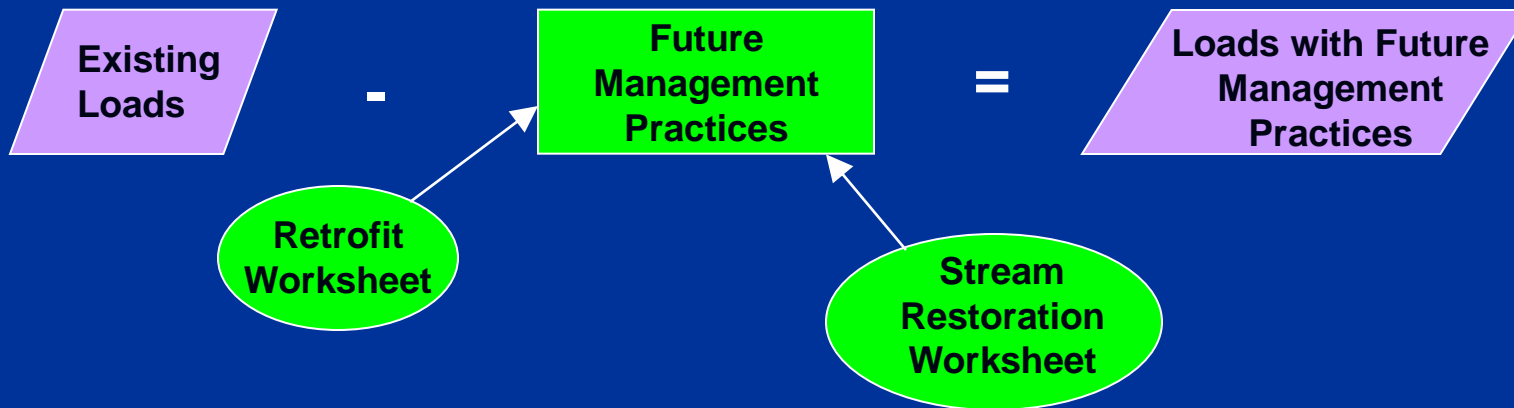 Existing
Loads
-
Future
Management
Practices
=
Loads with Future
Management
Practices
Retrofit
Worksheet
Stream
Restoration
Worksheet